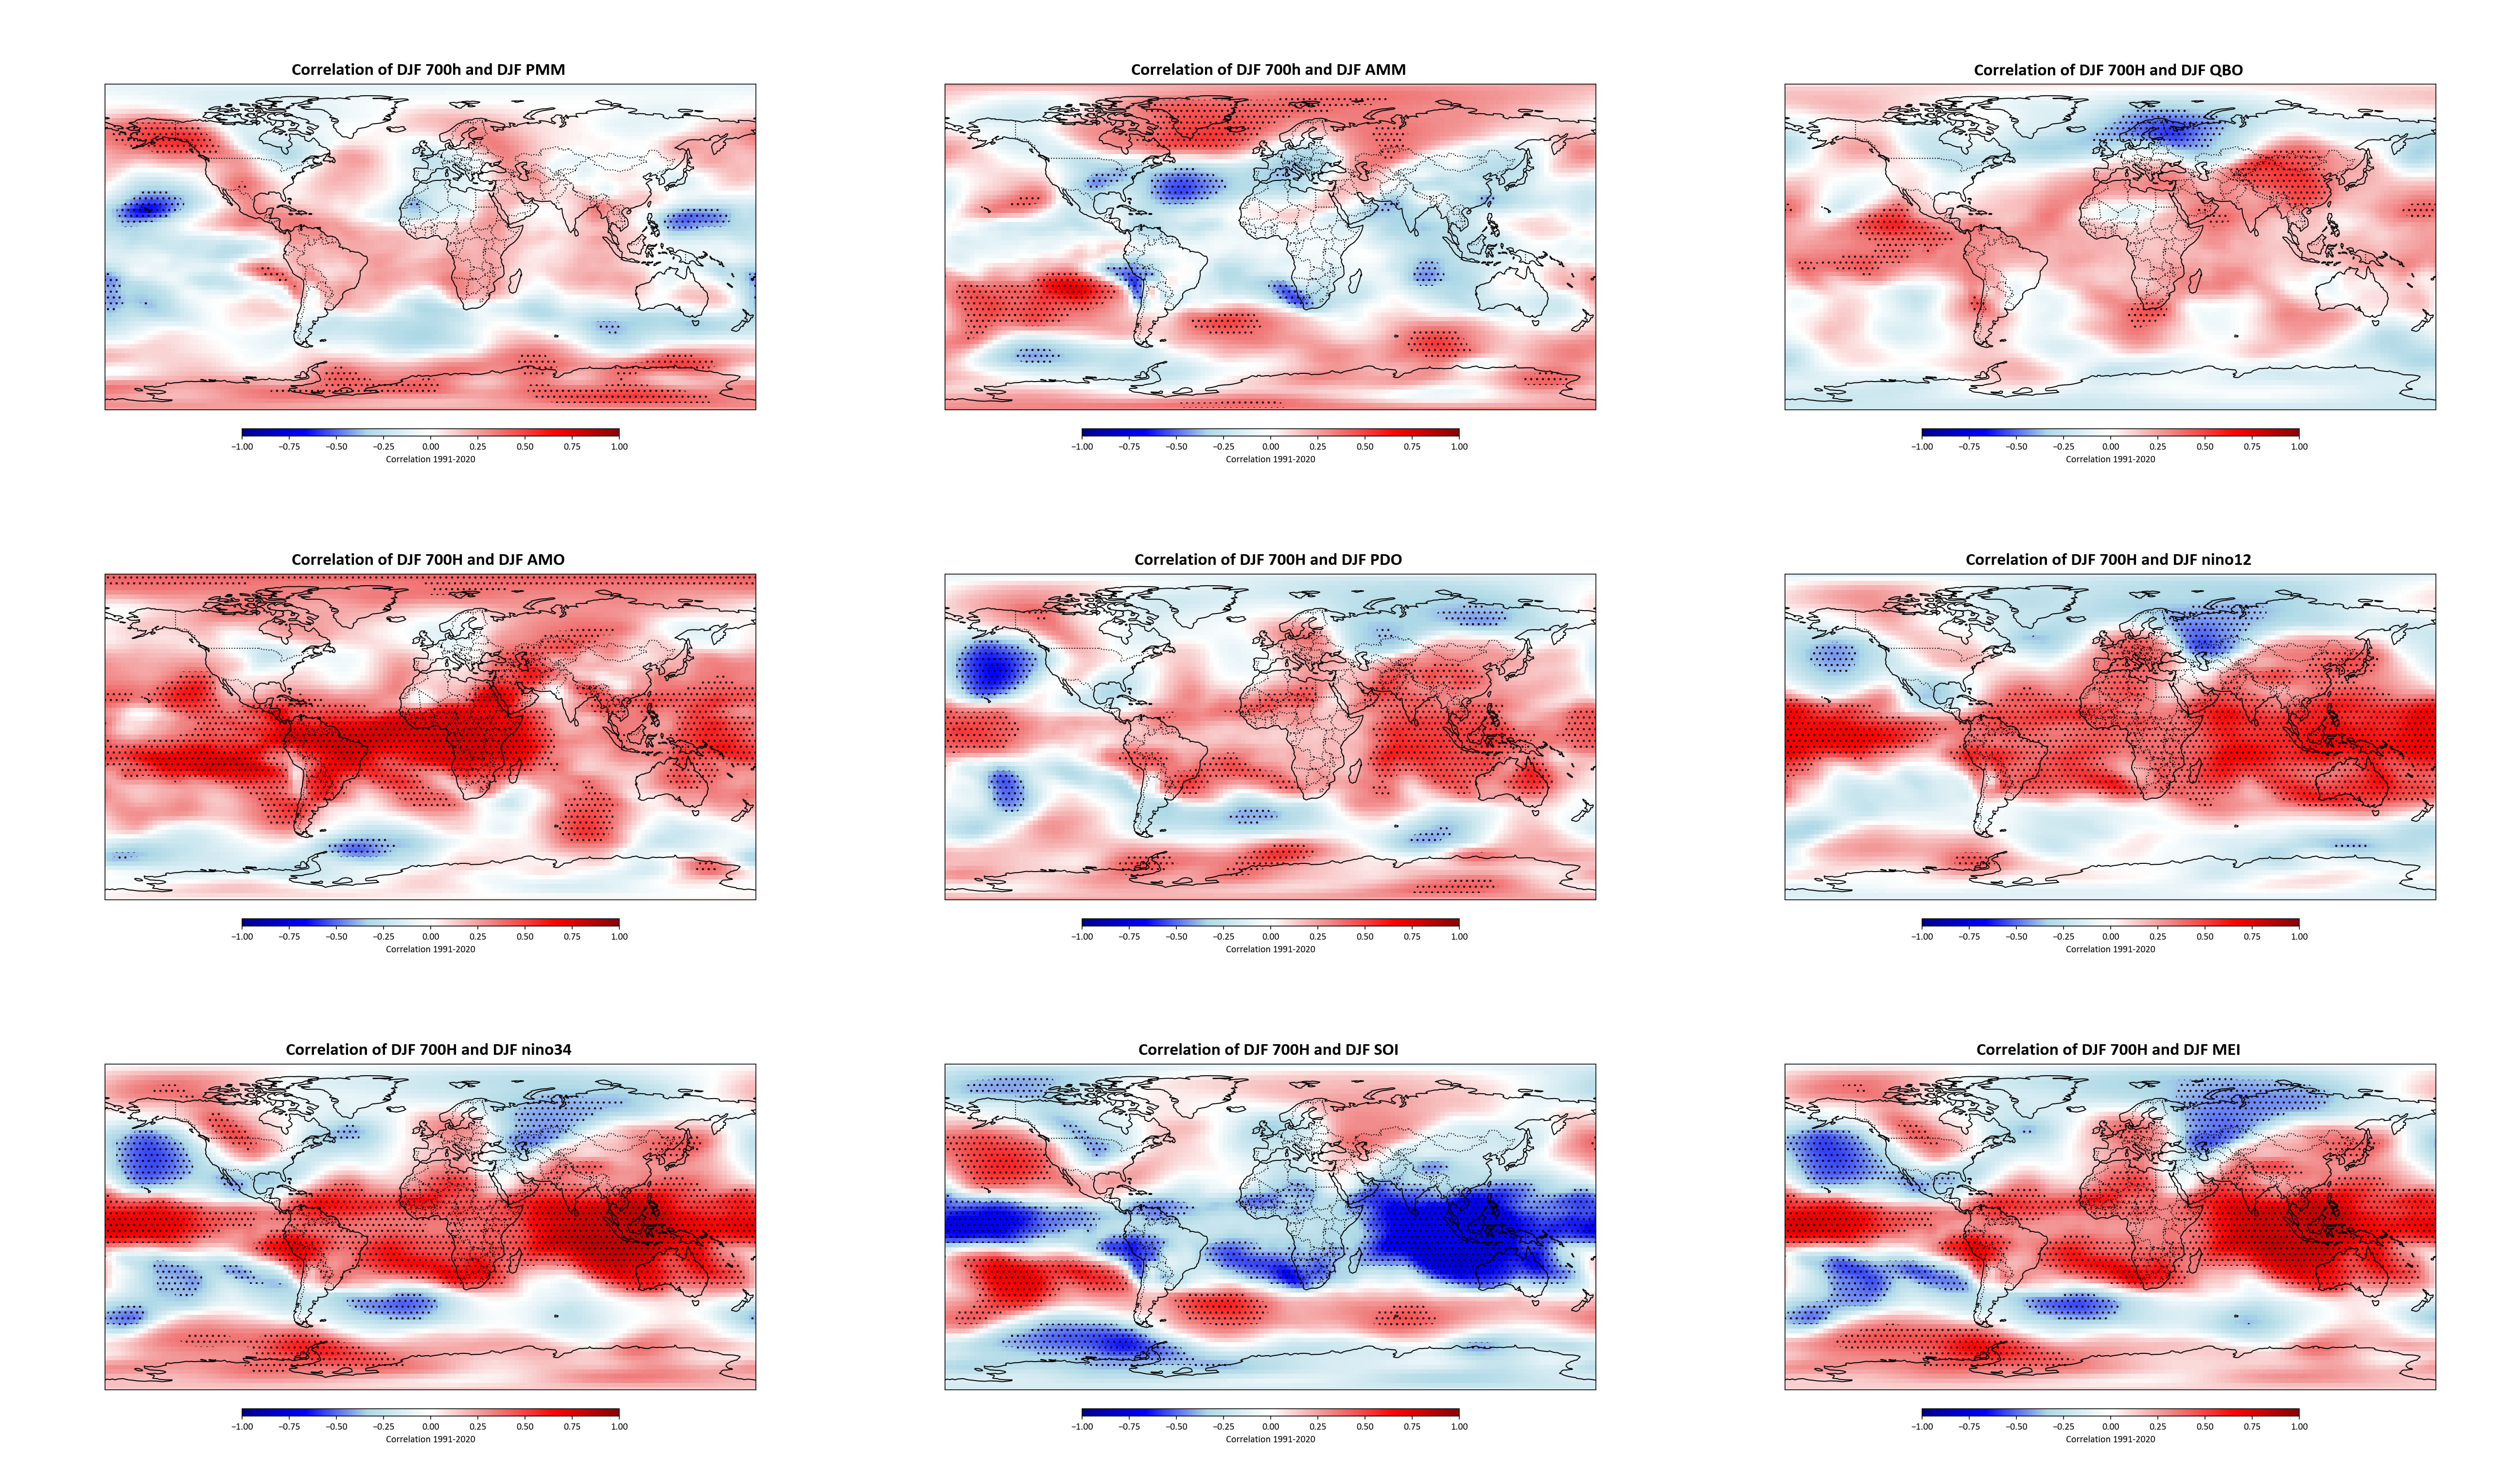 Correlation of DJF 700h and DJF PMM
Correlation of DJF 700h and DJF AMM
Correlation of DJF 700H and DJF QBO
−1.00 −0.75 −0.50 −0.25 0.00 0.25 0.50 0.75 1.00
Correlation 1991-2020
−1.00 −0.75 −0.50 −0.25 0.00 0.25 0.50 0.75 1.00
Correlation 1991-2020
−1.00 −0.75 −0.50 −0.25 0.00 0.25 0.50 0.75 1.00
Correlation 1991-2020
Correlation of DJF 700H and DJF AMO
Correlation of DJF 700H and DJF PDO
Correlation of DJF 700H and DJF nino12
−1.00 −0.75 −0.50 −0.25 0.00 0.25 0.50 0.75 1.00
Correlation 1991-2020
−1.00 −0.75 −0.50 −0.25 0.00 0.25 0.50 0.75 1.00
Correlation 1991-2020
−1.00 −0.75 −0.50 −0.25 0.00 0.25 0.50 0.75 1.00
Correlation 1991-2020
Correlation of DJF 700H and DJF nino34
Correlation of DJF 700H and DJF SOI
Correlation of DJF 700H and DJF MEI
−1.00 −0.75 −0.50 −0.25 0.00 0.25 0.50 0.75 1.00
Correlation 1991-2020
−1.00 −0.75 −0.50 −0.25 0.00 0.25 0.50 0.75 1.00
Correlation 1991-2020
−1.00 −0.75 −0.50 −0.25 0.00 0.25 0.50 0.75 1.00
Correlation 1991-2020